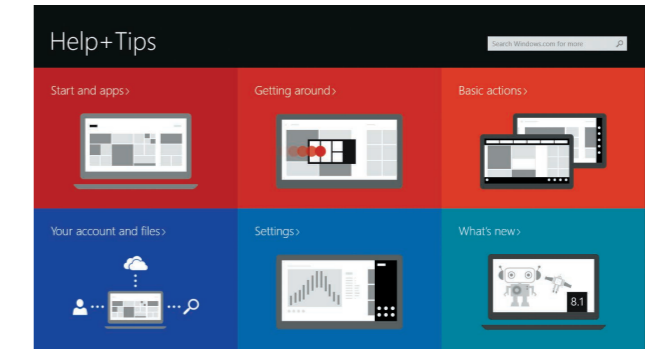 Help+Tips
Search Windows.com for more
Start and apps>
Getting around>
Basic actions>
Your account and files>
Settings>
What's new>
8.1